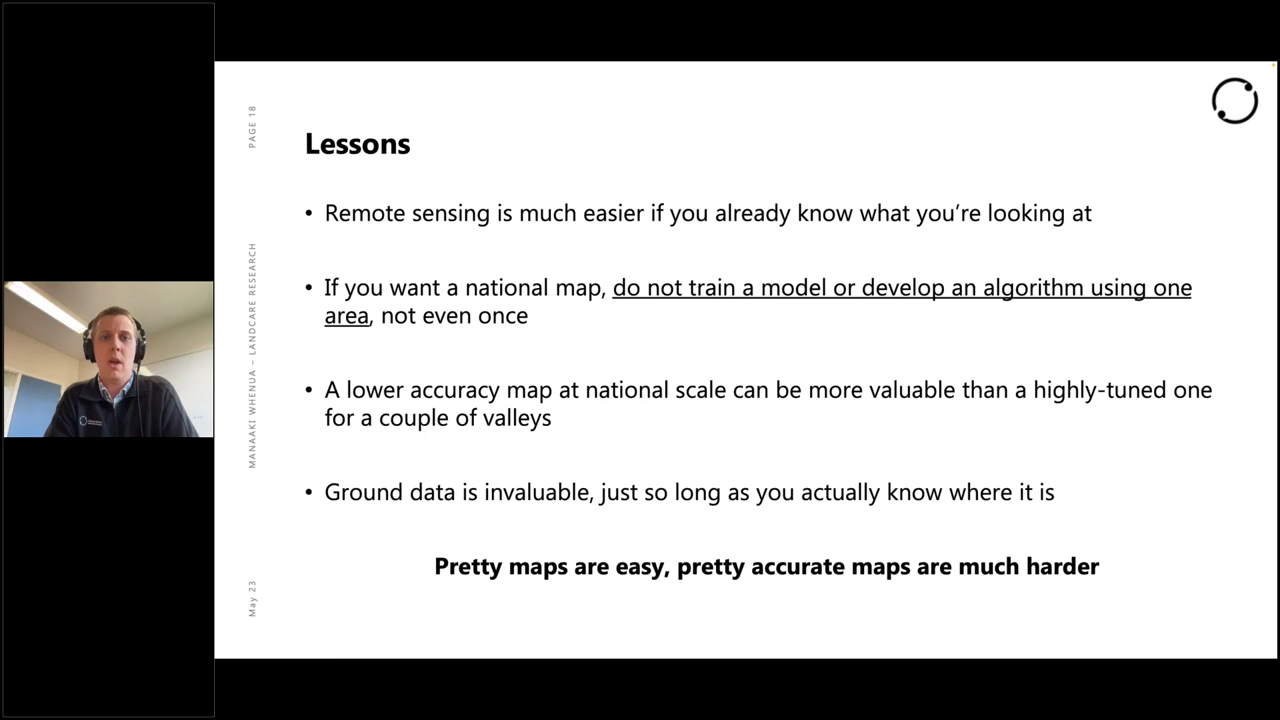 PAGE 18
MANAAKI WHENUA – LANDCARE RESEARCH
May 23
Lessons
• Remote sensing is much easier if you already know what you’re looking at
• If you want a national map, do not train a model or develop an algorithm using one
area, not even once
• A lower accuracy map at national scale can be more valuable than a highly-tuned one
for a couple of valleys
• Ground data is invaluable, just so long as you actually know where it is
Pretty maps are easy, pretty accurate maps are much harder